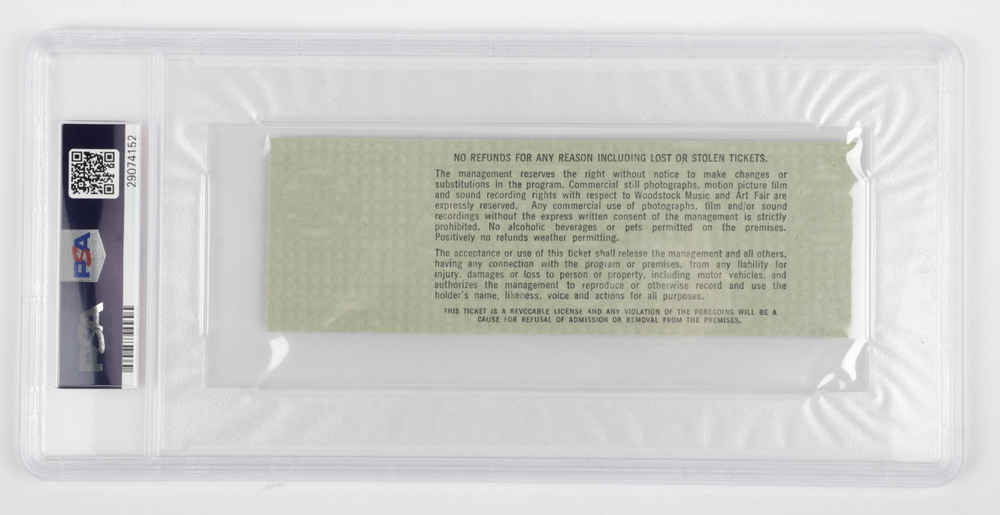 NO REFUNDS FOR ANY REASON INCLUDING LOST OR STOLEN TICKETS.
The management reserves the right without notice to make changes or
substitutions in the program. Commercial still photographs, motion picture film
and sound recording rights with respect to Woodstock Music and Art Fair are
expressly reserved. Any commercial use of photographs, film and/or sound
recordings without the express written consent of the management is strictly
prohibited. No alcoholic beverages or pets permitted on the premises.
Positively no refunds weather permitting.
The acceptance or use of this ticket shall release the management and all others,
having any connection with the program or premises, from any liability for
injury, damages or loss to person or property, including motor vehicles, and
authorizes the management to reproduce or otherwise record and use the
holder's name, likeness, voice and actions for all purposes.
THIS TICKET IS A REVOCABLE LICENSE AND ANY VIOLATION OF THE FOREGOING WILL BE A
CAUSE FOR REFUSAL OF ADMISSION OR REMOVAL FROM THE PREMISES.
29074152
PSA
PSA